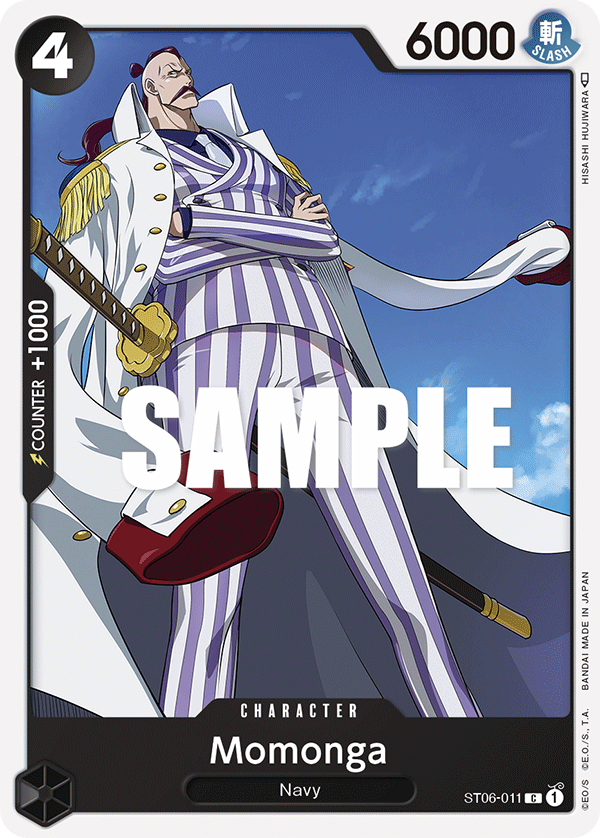 4
6000
斬
SLASH
HISASHI HUJIWARA
COUNTER +1000
SAMPLE
CHARACTER
Momonga
Navy
ST06-011 C 1
©EO/S ©E.O./S., T.A. BANDAI MADE IN JAPAN